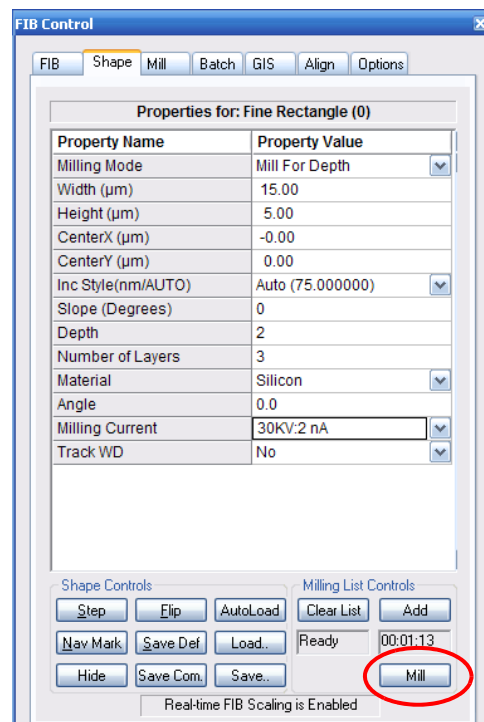 FIB Control
FIB Shape Mill Batch GIS Align Options
Properties for: Fine Rectangle (0)
Property Name Property Value
Milling Mode Mill For Depth
Width (µm) 15.00
Height (µm) 5.00
CenterX (µm) -0.00
CenterY (µm) 0.00
Inc Style(nm/AUTO) Auto (75.000000)
Slope (Degrees) 0
Depth 2
Number of Layers 3
Material Silicon
Angle 0.0
Milling Current 30KV:2 nA
Track WD No
Shape Controls Milling List Controls
Step Flip AutoLoad Clear List Add
Nav Mark Save Def Load.. Ready 00:01:13
Hide Save Com. Save.. Mill
Real-time FIB Scaling is Enabled